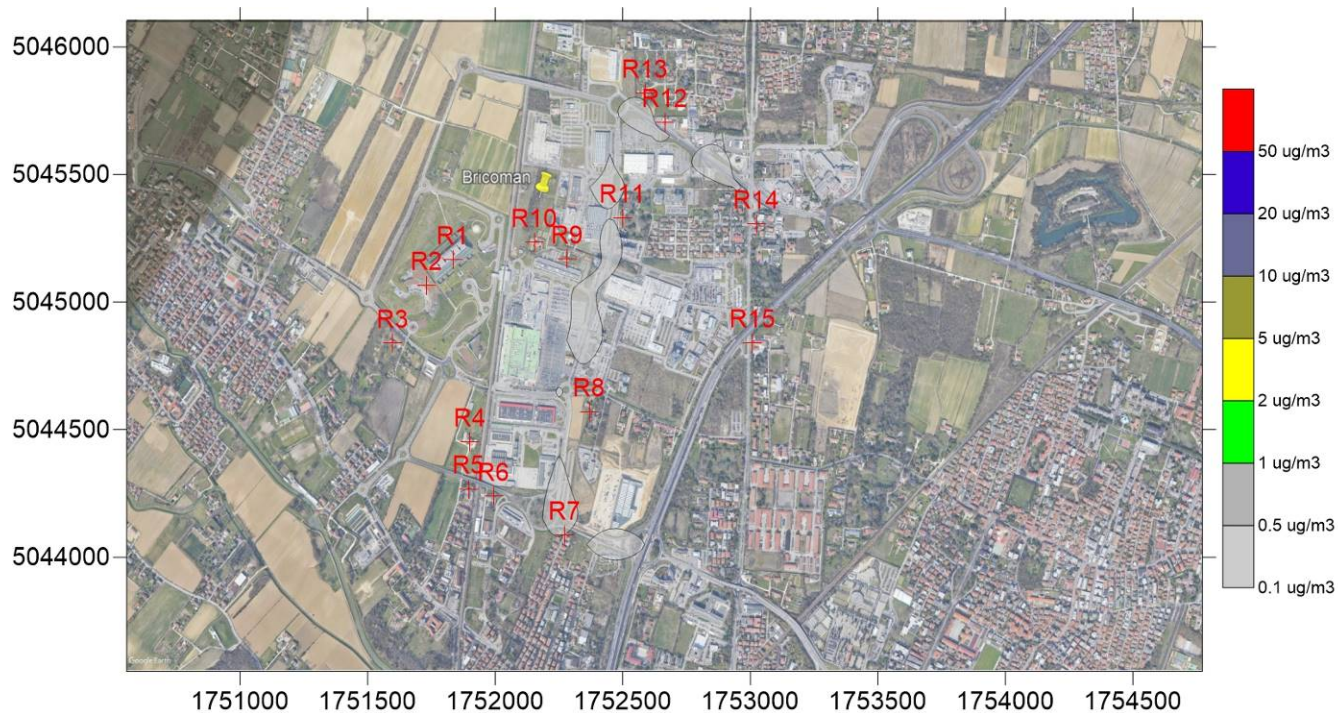 5046000
5045500
5045000
5044500
5044000
R13
R12
Bricoman
R11
R14
R10
R9
R1
R2
R3
R15
R8
R4
R5
R6
R7
Google Earth
1751000
1751500
1752000
1752500
1753000
1753500
1754000
1754500
50 ug/m3
20 ug/m3
10 ug/m3
5 ug/m3
2 ug/m3
1 ug/m3
0.5 ug/m3
0.1 ug/m3